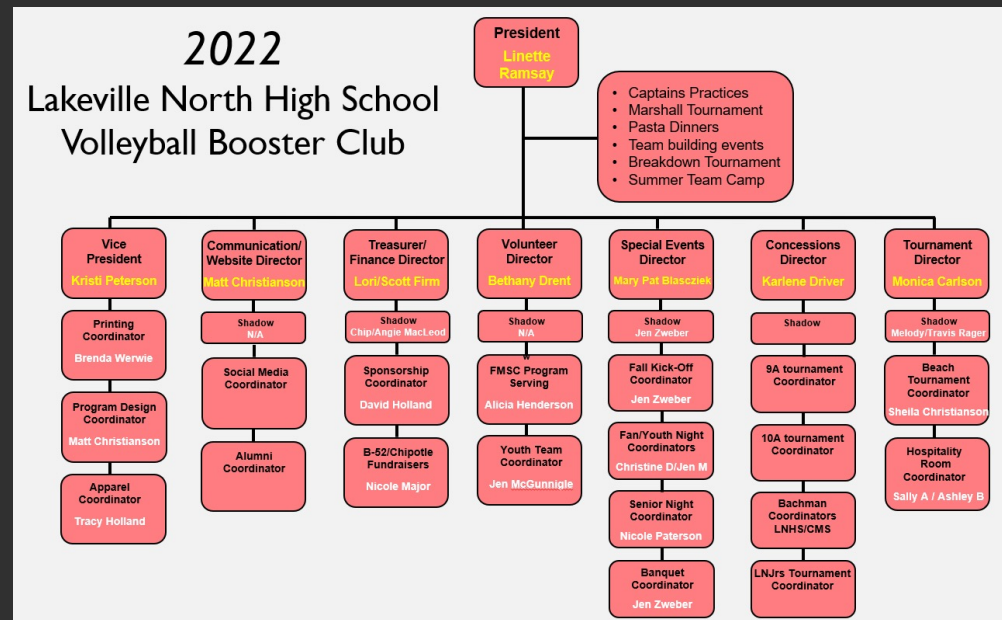 2022
Lakeville North High School
Volleyball Booster Club
President
Linette
Ramsay
• Captains Practices
• Marshall Tournament
• Pasta Dinners
• Team building events
• Breakdown Tournament
• Summer Team Camp
Vice
President
Kristi Peterson
Printing
Coordinator
Brenda Werwie
Program Design
Coordinator
Matt Christianson
Apparel
Coordinator
Tracy Holland
Communication/
Website Director
Matt Christianson
Shadow
N/A
Social Media
Coordinator
Alumni
Coordinator
Treasurer/
Finance Director
Lori/Scott Firm
Shadow
Chip/Angie MacLeod
Sponsorship
Coordinator
David Holland
B-52/Chipotle
Fundraisers
Nicole Major
Volunteer
Director
Bethany Drent
Shadow
N/A
FMSC Program
Serving
Alicia Henderson
Youth Team
Coordinator
Jen McGunnigle
Special Events
Director
Mary Pat Blascziek
Shadow
Jen Zweber
Fall Kick-Off
Coordinator
Jen Zweber
Fan/Youth Night
Coordinators
Christine D/Jen M
Senior Night
Coordinator
Nicole Paterson
Banquet
Coordinator
Jen Zweber
Concessions
Director
Karlene Driver
Shadow
9A tournament
Coordinator
10A tournament
Coordinator
Bachman
Coordinators
LNHS/CMS
LNJrs Tournament
Coordinator
Tournament
Director
Monica Carlson
Shadow
Melody/Travis Rager
Beach
Tournament
Coordinator
Sheila Christianson
Hospitality
Room
Coordinator
Sally A / Ashley B